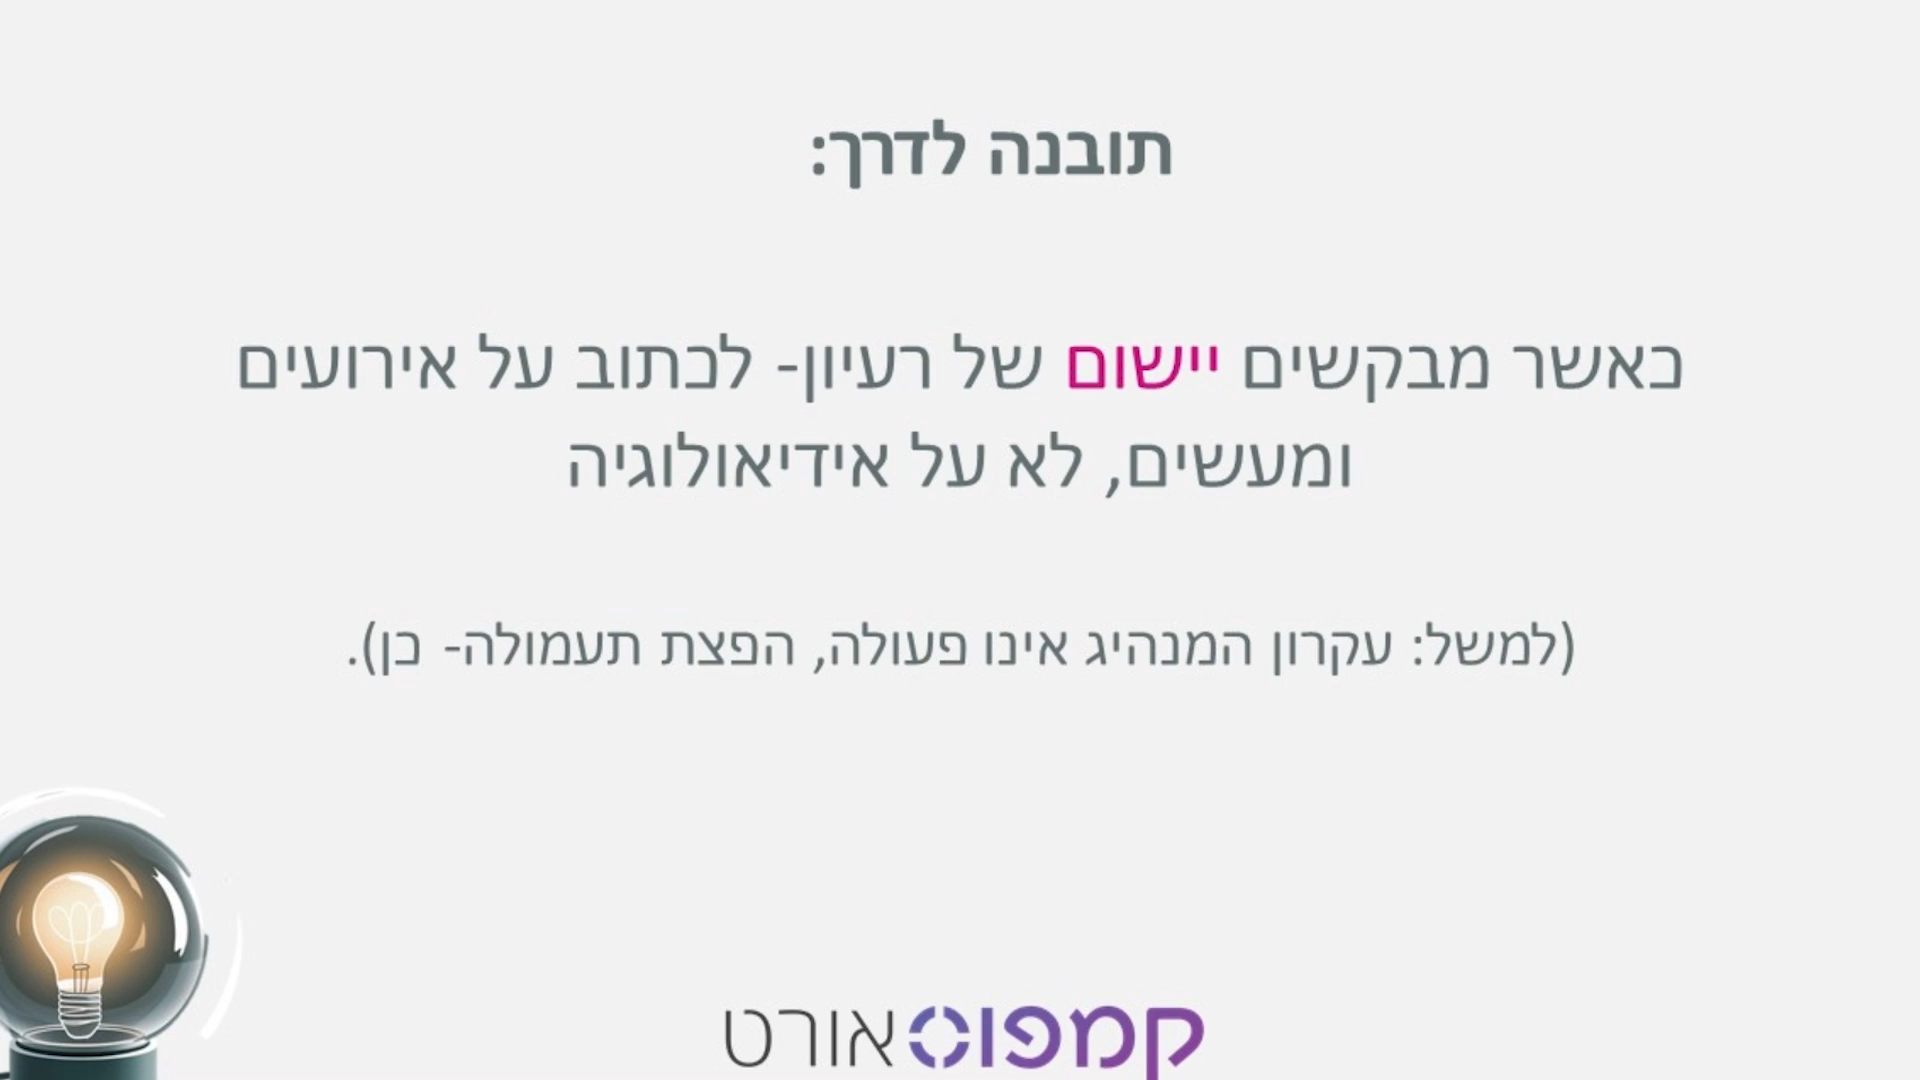 תובנה לדרך:
כאשר מבקשים יישום של רעיון- לכתוב על אירועים
ומעשים, לא על אידיאולוגיה
(למשל: עקרון המנהיג אינו פעולה, הפצת תעמולה- כן).
קמפוס אורט